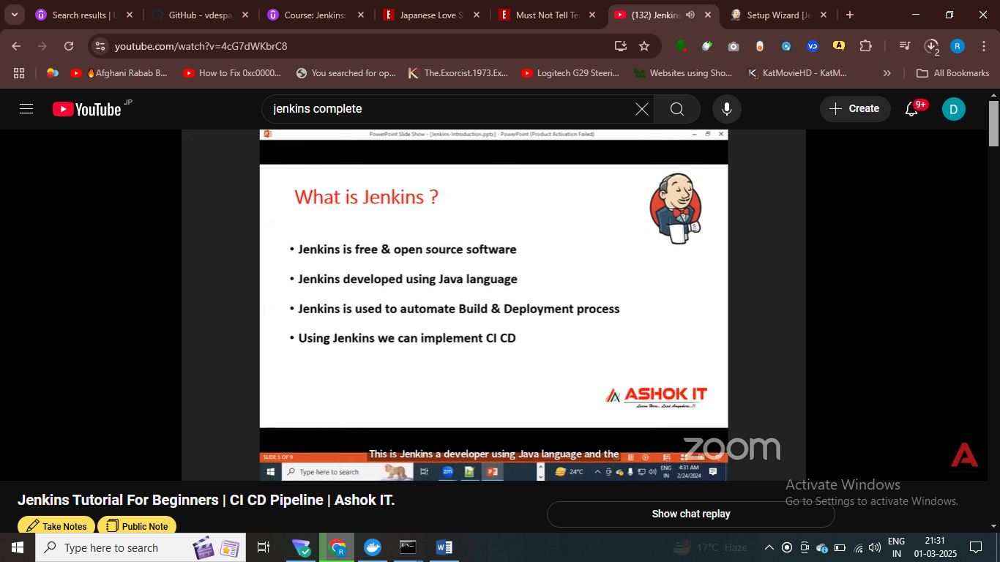 Search results | U
GitHub - vdespa
Course: Jenkins:
Japanese Love S
Must Not Tell Te
(132) Jenkins
Setup Wizard [Je
youtube.com/watch?v=4cG7dWKbrC8
2
R
🔥Afghani Rabab B...
How to Fix 0xc0000...
You searched for op...
The.Exorcist.1973.Ex...
Logitech G29 Steeri...
Websites using Sho...
KatMovieHD - KatM...
All Bookmarks
YouTube JP
jenkins complete
Create
9+
D
PowerPoint Slide Show - [Jenkins-Introduction.pptx] - PowerPoint (Product Activation Failed)
What is Jenkins ?
• Jenkins is free & open source software
• Jenkins developed using Java language
• Jenkins is used to automate Build & Deployment process
• Using Jenkins we can implement CI CD
ASHOK IT
Learn Here.. Lead Anywhere..!!
zoom
This is Jenkins a developer using Java language and the
SLIDE 5 OF 9
Type here to search
zm
24°C
ENG
IN
4:31 AM
2/24/2024
Jenkins Tutorial For Beginners | CI CD Pipeline | Ashok IT.
Take Notes
Public Note
Show chat replay
Activate Windows
Go to Settings to activate Windows.
Type here to search
17°C Haze
ENG
IN
21:31
01-03-2025